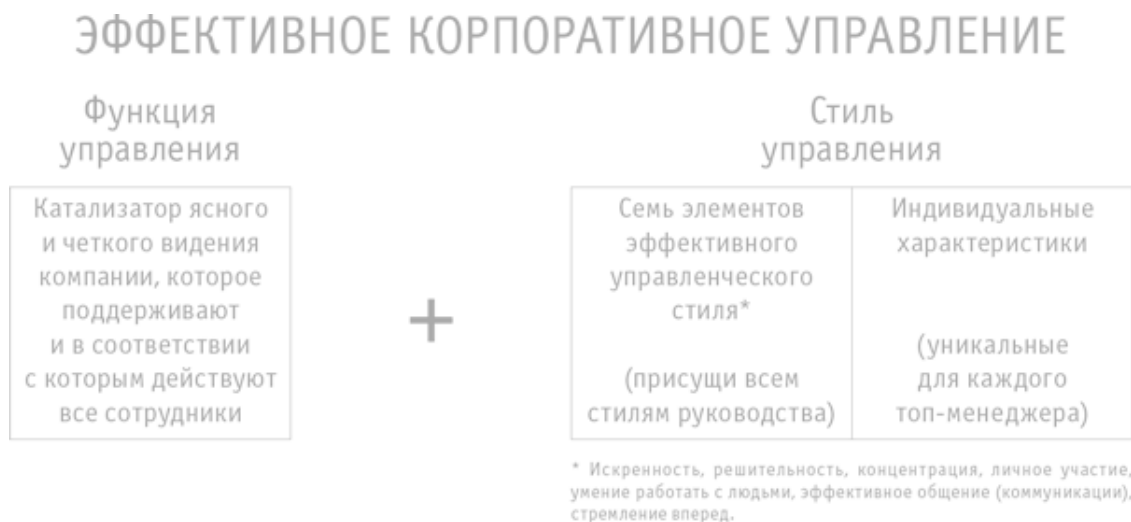 ЭФФЕКТИВНОЕ КОРПОРАТИВНОЕ УПРАВЛЕНИЕ
Функция
управления
Катализатор ясного
и четкого видения
компании, которое
поддерживают
и в соответствии
с которым действуют
все сотрудники
+
Стиль
управления
Семь элементов
эффективного
управленческого
стиля*
(присущи всем
стилям руководства)
Индивидуальные
характеристики
(уникальные
для каждого
топ-менеджера)
* Искренность, решительность, концентрация, личное участие,
умение работать с людьми, эффективное общение (коммуникации),
стремление вперед.